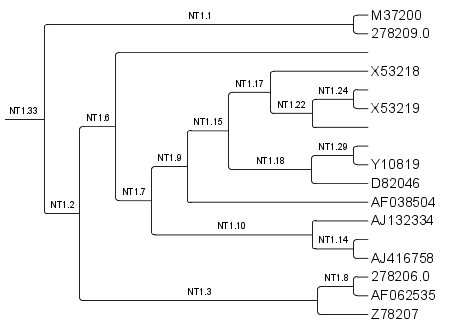 NT1.1
M37200
278209.0
NT1.17
X53218
NT1.24
NT1.22
X53219
NT1.33
NT1.6
NT1.15
NT1.29
NT1.9
NT1.18
Y10819
D82046
NT1.7
AF038504
NT1.2
NT1.10
AJ132334
NT1.14
AJ416758
NT1.8
278206.0
NT1.3
AF062535
Z78207